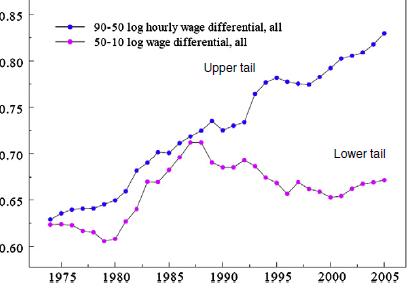 90-50 log hourly wage differential, all
50-10 log wage differential, all
Upper tail
Lower tail
0.85
0.80
0.75
0.70
0.65
0.60
1975 1980 1985 1990 1995 2000 2005